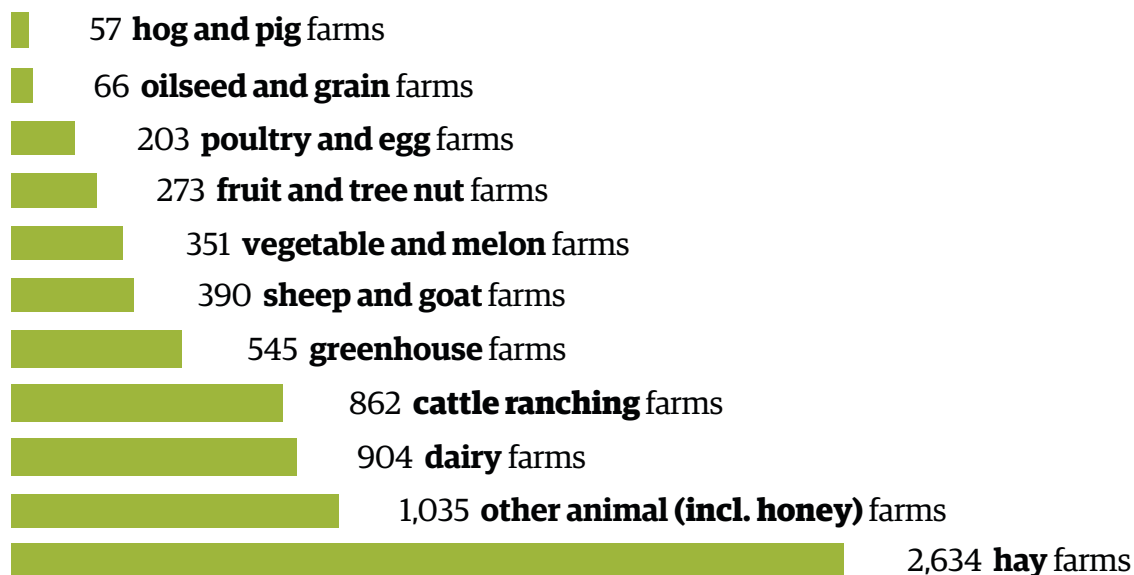 57 hog and pig farms
66 oilseed and grain farms
203 poultry and egg farms
273 fruit and tree nut farms
351 vegetable and melon farms
390 sheep and goat farms
545 greenhouse farms
862 cattle ranching farms
904 dairy farms
1,035 other animal (incl. honey) farms
2,634 hay farms